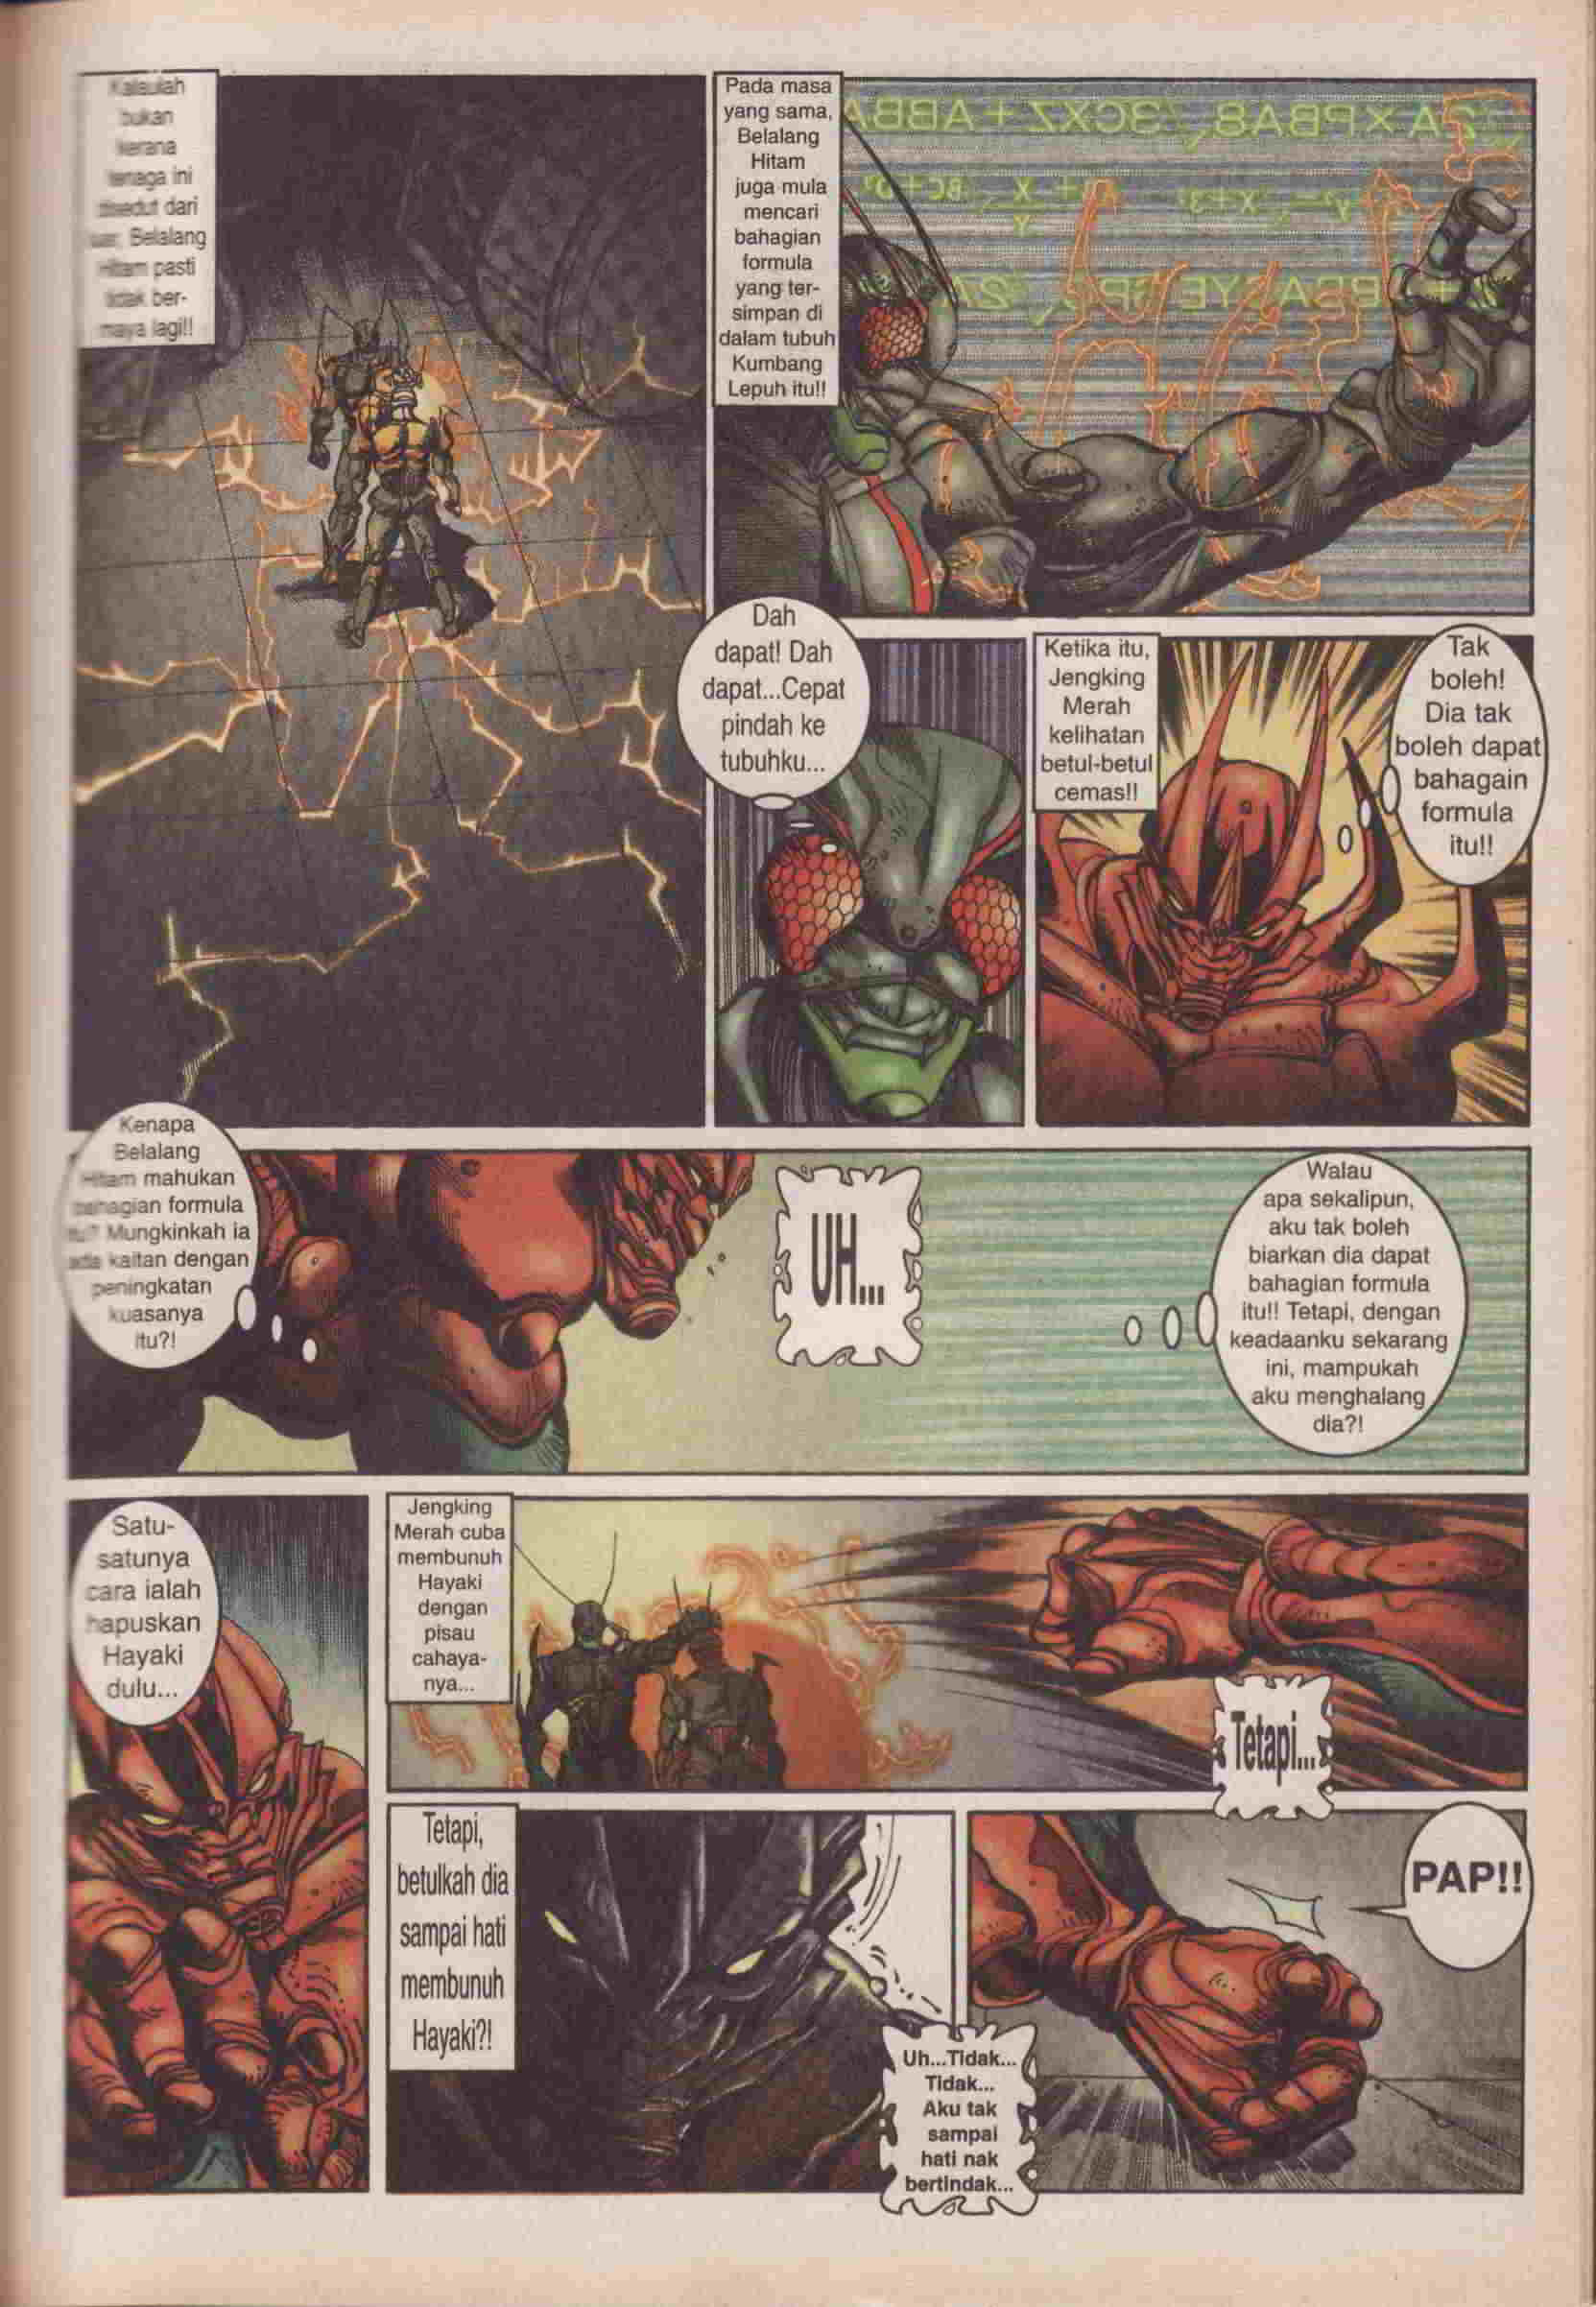 Kalaulah
bukan
kerana
tenaga ini
disedut dari
luar, Belalang
Hitam pasti
tidak ber-
maya lagi!!
Pada masa
yang sama,
Belalang
Hitam
juga mula
mencari
bahagian
formula
yang ter-
simpan di
dalam tubuh
Kumbang
Lepuh itu!!
Dah
dapat! Dah
dapat...Cepat
pindah ke
tubuhku...
Ketika itu,
Jengking
Merah
kelihatan
betul-betul
cemas!!
Tak
boleh!
Dia tak
boleh dapat
bahagain
formula
itu!!
Kenapa
Belalang
Hitam mahukan
bahagian formula
itu? Mungkinkah ia
ada kaitan dengan
peningkatan
kuasanya
itu?!
UH...
Walau
apa sekalipun,
aku tak boleh
biarkan dia dapat
bahagian formula
itu!! Tetapi, dengan
keadaanku sekarang
ini, mampukah
aku menghalang
dia?!
Satu-
satunya
cara ialah
hapuskan
Hayaki
dulu...
Jengking
Merah cuba
membunuh
Hayaki
dengan
pisau
cahaya-
nya...
Tetapi...
Tetapi,
betulkah dia
sampai hati
membunuh
Hayaki?!
Uh...Tidak...
Tidak...
Aku tak
sampai
hati nak
bertindak...
PAP!!